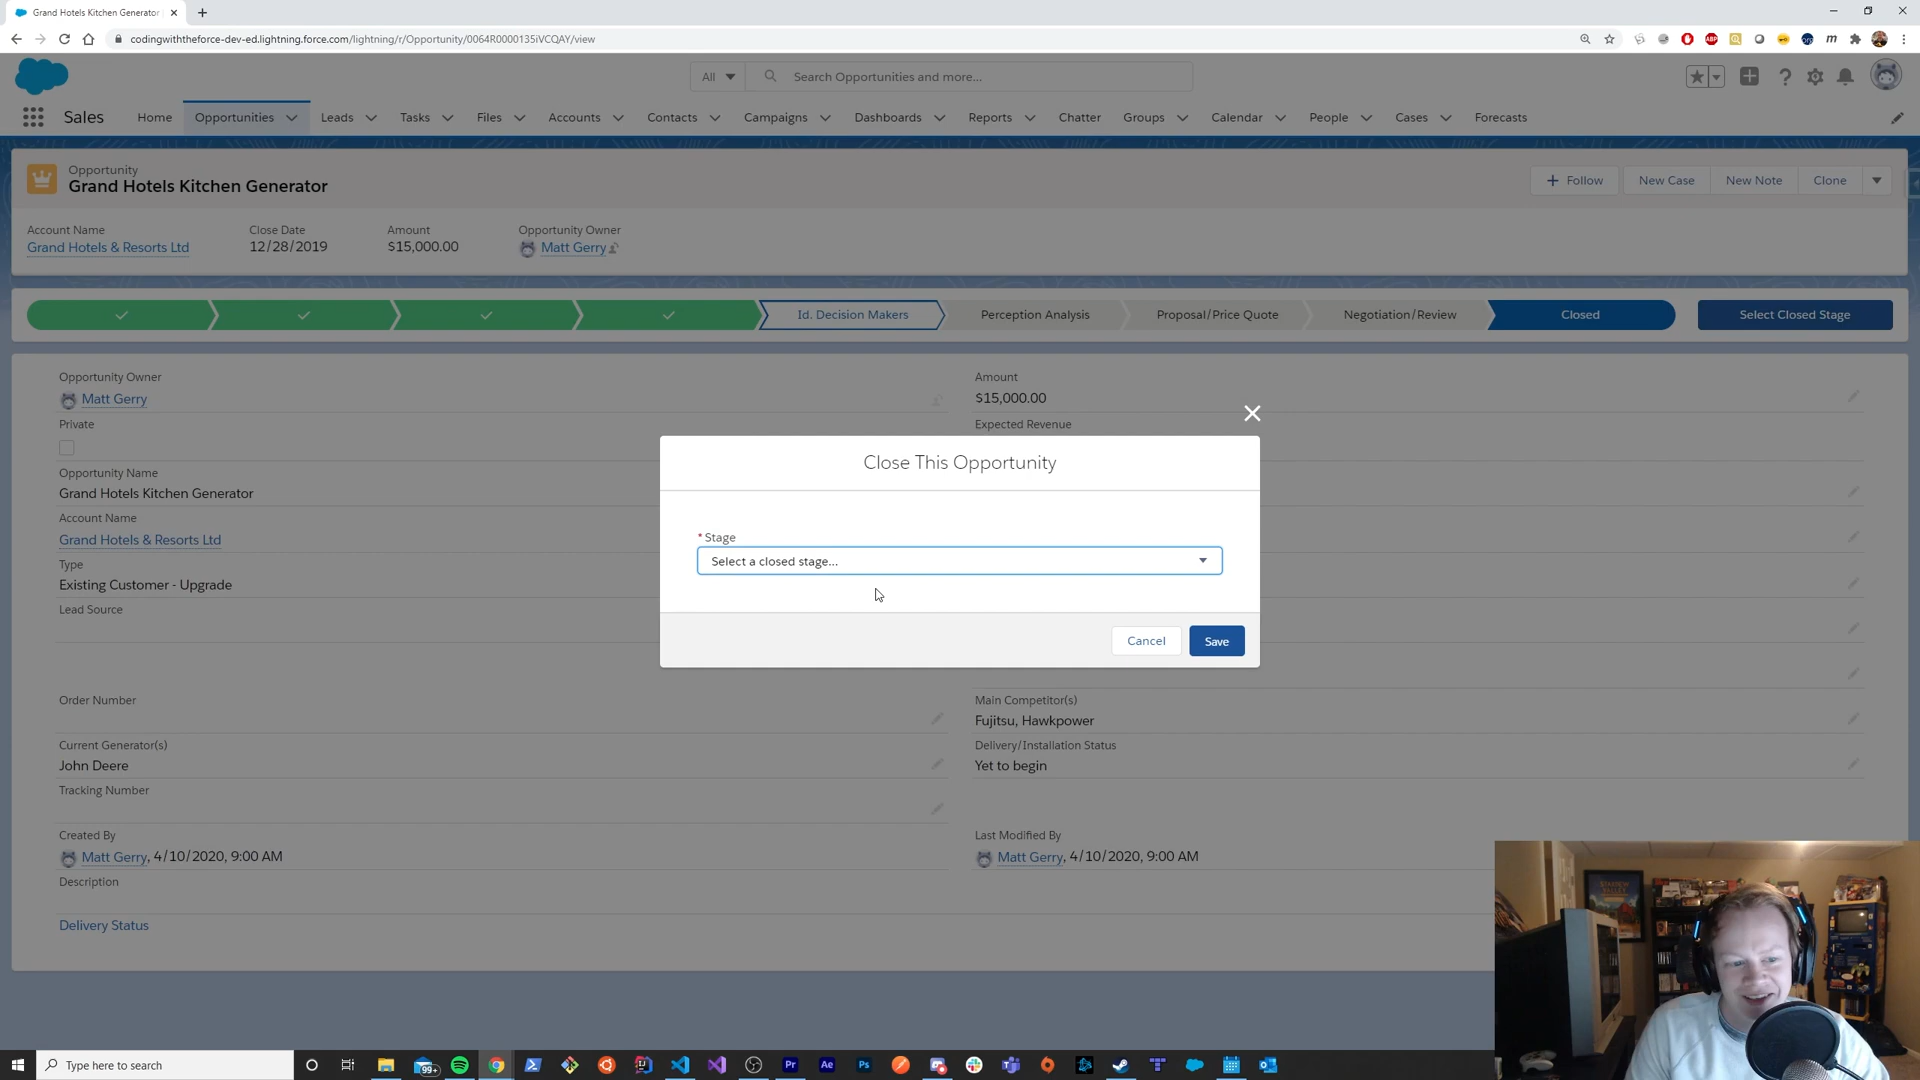 Grand Hotels Kitchen Generator
codingwiththeforce-dev-ed.lightning.force.com/lightning/r/Opportunity/0064R0000135iVCQAY/view
All
Search Opportunities and more...
Sales
Home
Opportunities
Leads
Tasks
Files
Accounts
Contacts
Campaigns
Dashboards
Reports
Chatter
Groups
Calendar
People
Cases
Forecasts
Opportunity
Grand Hotels Kitchen Generator
+ Follow
New Case
New Note
Clone
Account Name
Close Date
Amount
Opportunity Owner
Grand Hotels & Resorts Ltd
12/28/2019
$15,000.00
Matt Gerry
Id. Decision Makers
Perception Analysis
Proposal/Price Quote
Negotiation/Review
Closed
Select Closed Stage
Opportunity Owner
Matt Gerry
Amount
$15,000.00
Private
Expected Revenue
Opportunity Name
Grand Hotels Kitchen Generator
Account Name
Grand Hotels & Resorts Ltd
Type
Existing Customer - Upgrade
Lead Source
Close This Opportunity
* Stage
Select a closed stage...
Cancel
Save
Order Number
Main Competitor(s)
Fujitsu, Hawkpower
Current Generator(s)
John Deere
Delivery/Installation Status
Yet to begin
Tracking Number
Created By
Matt Gerry, 4/10/2020, 9:00 AM
Last Modified By
Matt Gerry, 4/10/2020, 9:00 AM
Description
Delivery Status
Type here to search
99+
Pr
Ae
Ps